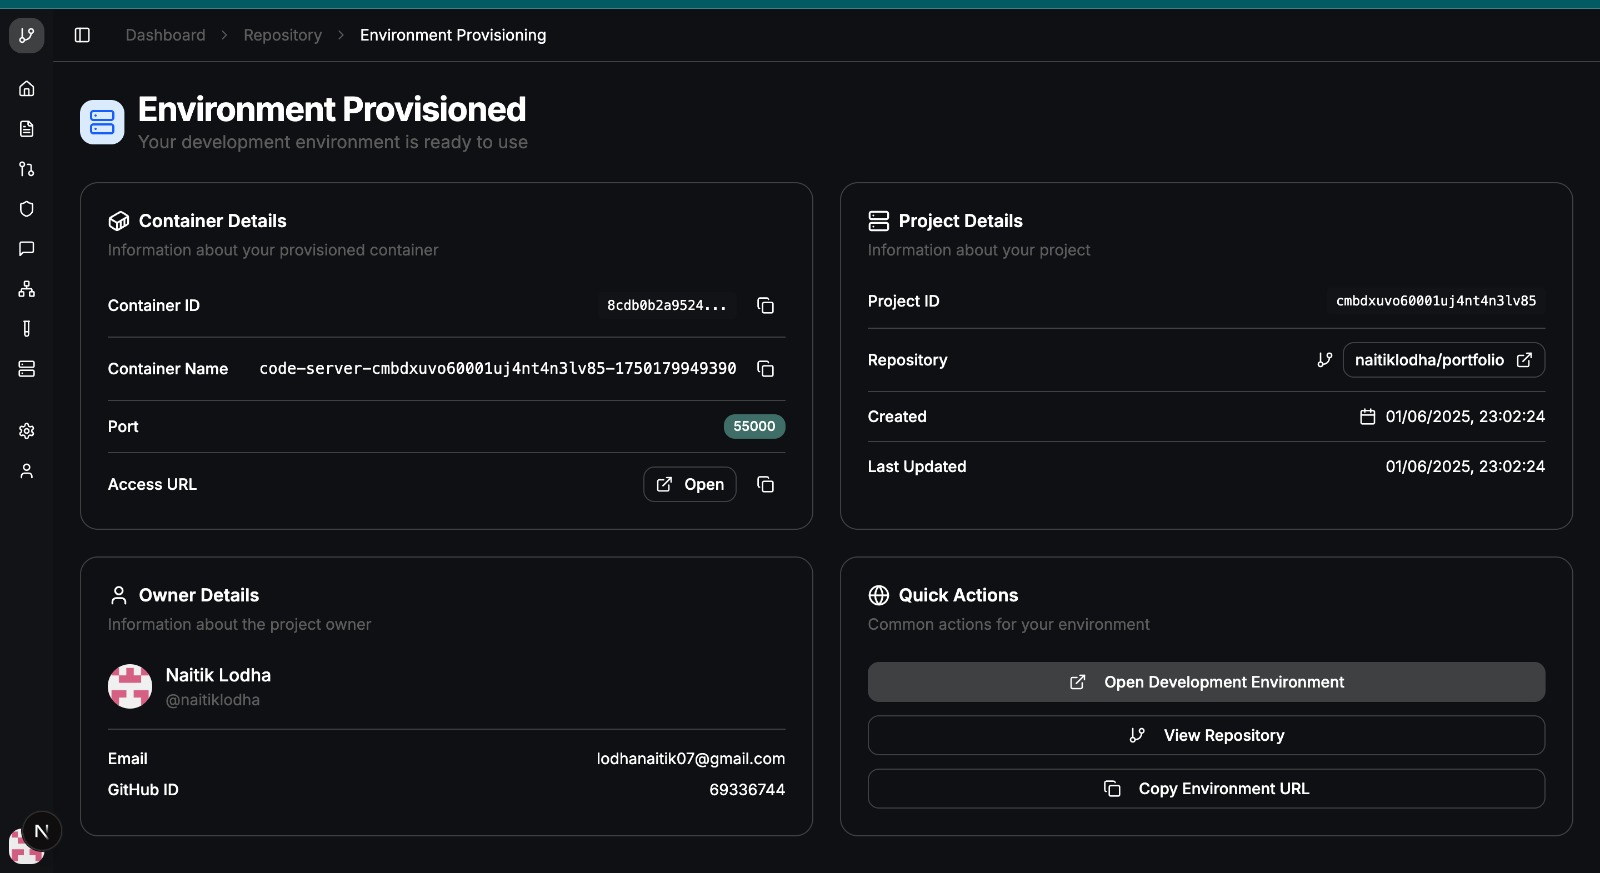 Dashboard > Repository > Environment Provisioning
Environment Provisioned
Your development environment is ready to use
Container Details
Information about your provisioned container
Container ID 8cdb0b2a9524...
Container Name code-server-cmbdxuvo60001uj4nt4n3lv85-1750179949390
Port 55000
Access URL Open
Project Details
Information about your project
Project ID cmbdxuvo60001uj4nt4n3lv85
Repository naitiklodha/portfolio
Created 01/06/2025, 23:02:24
Last Updated 01/06/2025, 23:02:24
Owner Details
Information about the project owner
Naitik Lodha
@naitiklodha
Email lodhanaitik07@gmail.com
GitHub ID 69336744
Quick Actions
Common actions for your environment
Open Development Environment
View Repository
Copy Environment URL
N